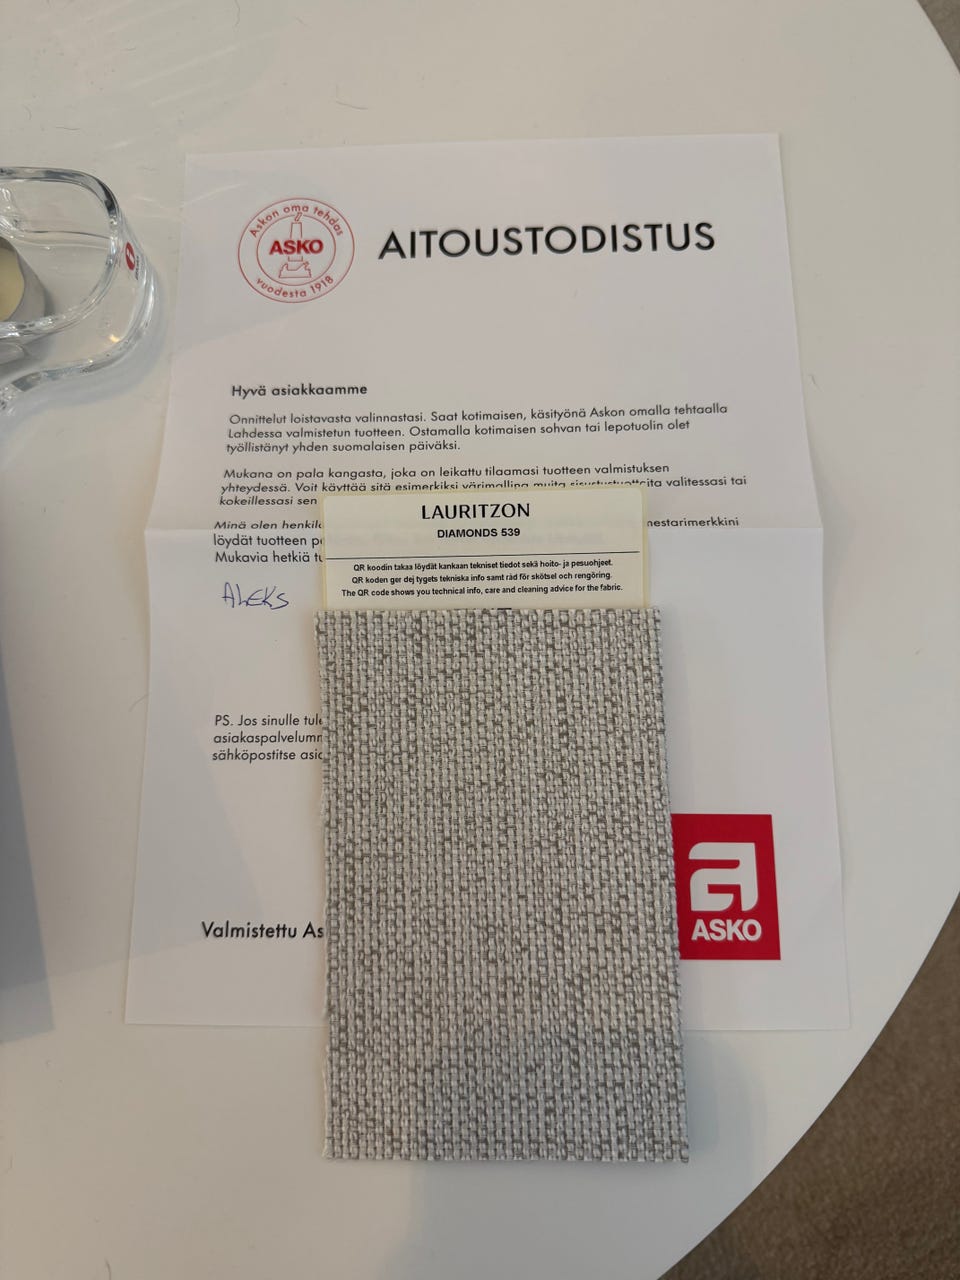 Askon oma tehdas
ASKO
vuodesta 1918
AITOUSTODISTUS
Hyvä asiakkaamme
Onnittelut loistavasta valinnastasi. Saat kotimaisen, käsityönä Askon omalla tehtaalla
Lahdessa valmistetun tuotteen. Ostamalla kotimaisen sohvan tai lepotuolin olet
työllistänyt yhden suomalaisen päiväksi.
Mukana on pala kangasta, joka on leikattu tilaamasi tuotteen valmistuksen
yhteydessä. Voit käyttää sitä esimerkiksi värimallina muita sisustustuotteita valitessasi tai
kokeillessasi sen
Minä olen henkilö mestarimerkkini
löydät tuotteen
Mukavia hetkiä
ALEKS
LAURITZON
DIAMONDS 539
QR koodin takaa löydät kankaan tekniset tiedot sekä hoito- ja pesuohjeet.
QR koden ger dej tygets tekniska info samt råd för skötsel och rengöring.
The QR code shows you technical info, care and cleaning advice for the fabric.
PS. Jos sinulle tule
asiakaspalvelumm
sähköpostitse asia
Valmistettu As
ASKO